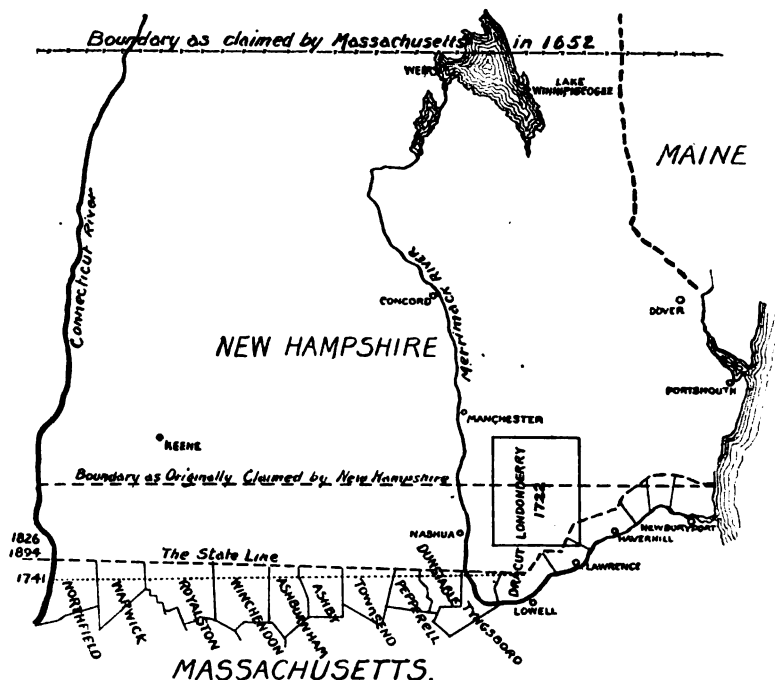 Boundary as claimed by Massachusetts in 1652
WEIRS
LAKE
WINNIPISCOGEE
MAINE
Connecticut River
MERRIMACK RIVER
CONCORD
DOVER
NEW HAMPSHIRE
PORTSMOUTH
MANCHESTER
KEENE
Boundary as Originally Claimed by New Hampshire
LONDONDERRY
1722
NEWBURYPORT
NASHUA
HAVERHILL
1826
1894
The State Line
LAWRENCE
1741
DRACUT
LOWELL
NORTHFIELD
WARWICK
ROYALSTON
WINCHENDON
ASHBURNHAM
ASHBY
TOWNSEND
PEPPERELL
DUNSTABLE
TYNGSBORO
MASSACHUSETTS.